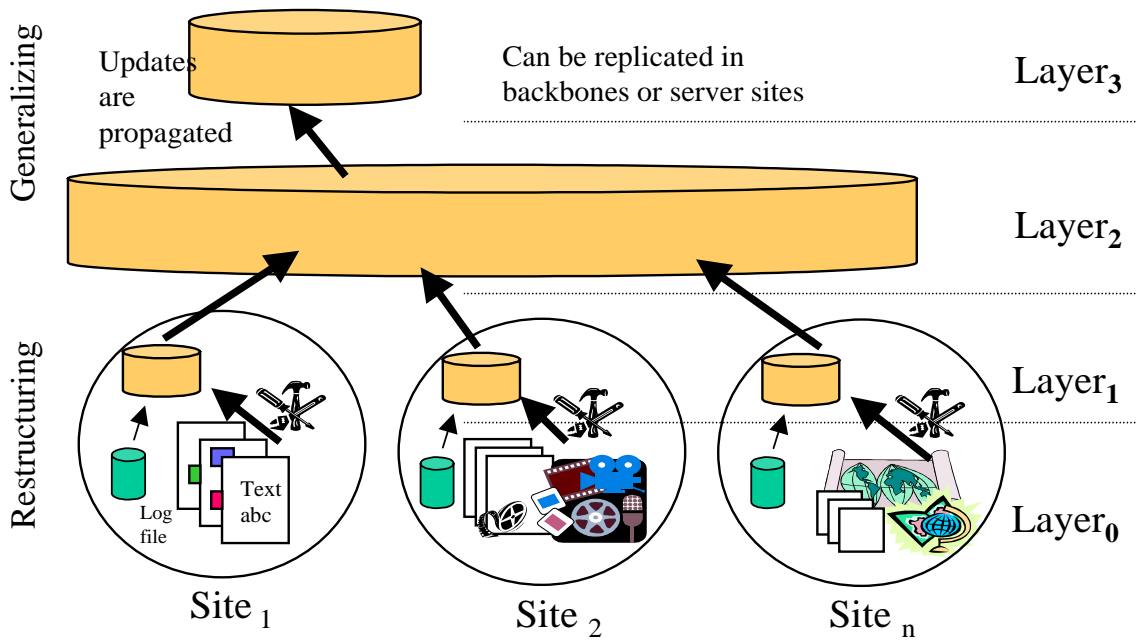 Generalizing
Updates
are
propagated
Can be replicated in
backbones or server sites
Layer3
Layer2
Restructuring
Layer1
Text
abc
Log
file
Layer0
Site 1
Site 2
Site n